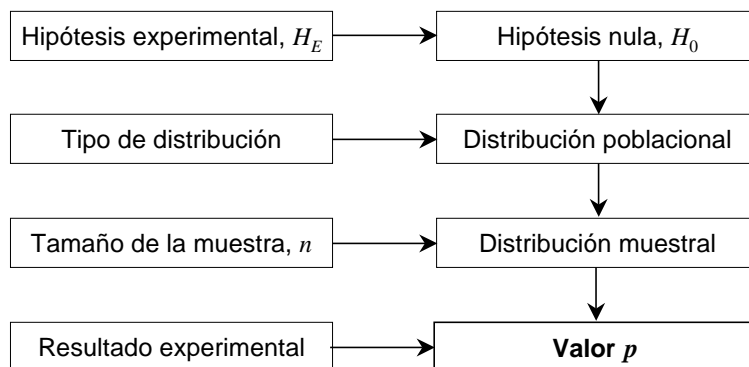 Hipótesis experimental, H_E
Hipótesis nula, H_0
Tipo de distribución
Distribución poblacional
Tamaño de la muestra, n
Distribución muestral
Resultado experimental
Valor p